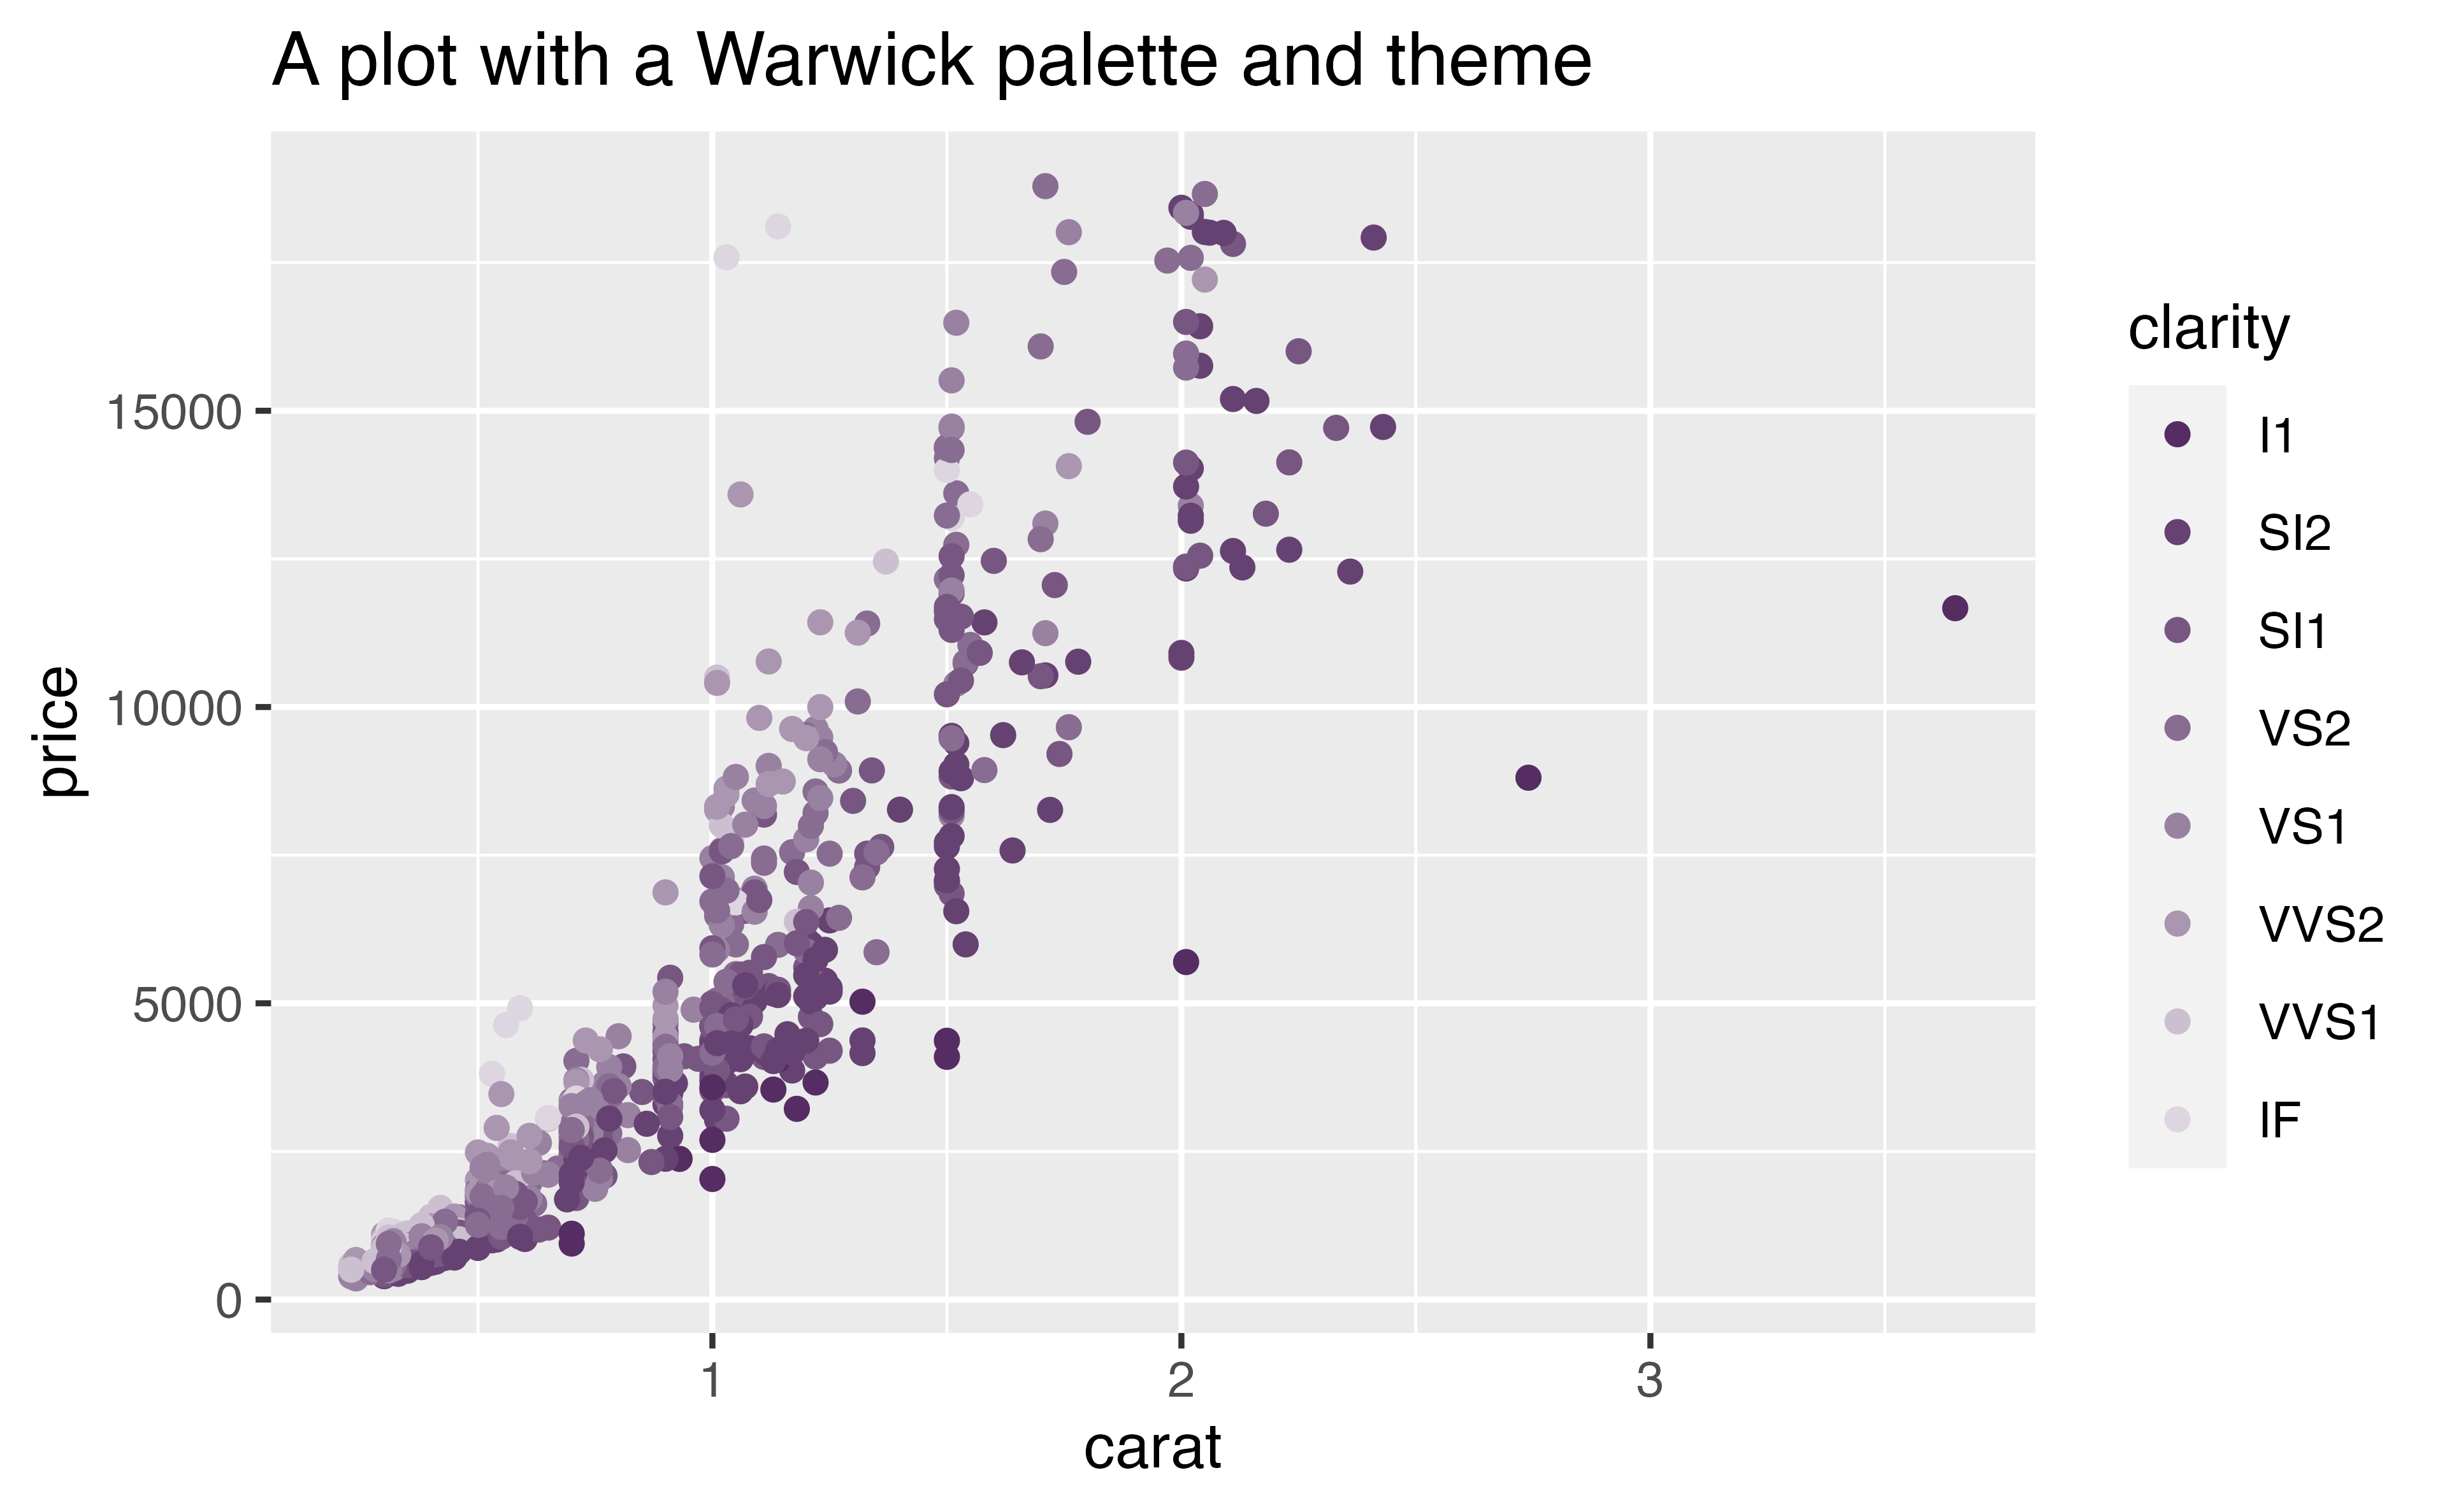 A plot with a Warwick palette and theme
price
15000
10000
5000
0
1 2 3
carat
clarity
I1
SI2
SI1
VS2
VS1
VVS2
VVS1
IF